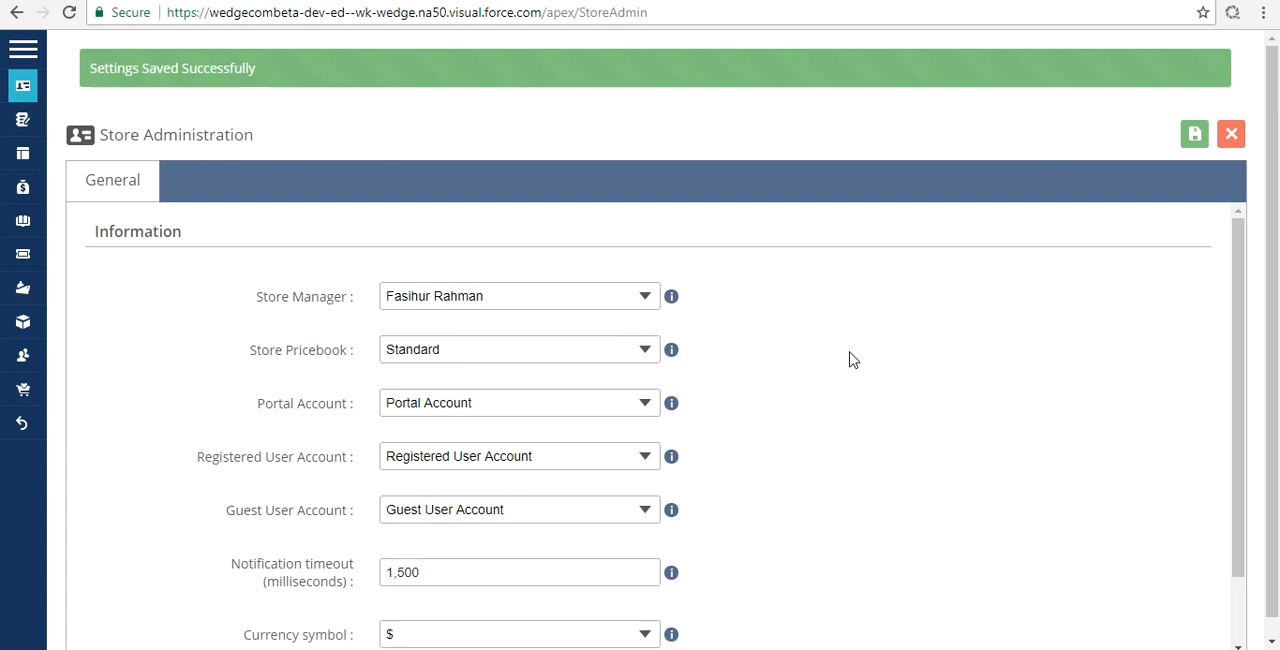 Secure
https://wedgecombeta-dev-ed--wk-wedge.na50.visual.force.com/apex/StoreAdmin
Settings Saved Successfully
Store Administration
General
Information
Store Manager : Fasihur Rahman
Store Pricebook : Standard
Portal Account : Portal Account
Registered User Account : Registered User Account
Guest User Account : Guest User Account
Notification timeout
(milliseconds) : 1,500
Currency symbol : $